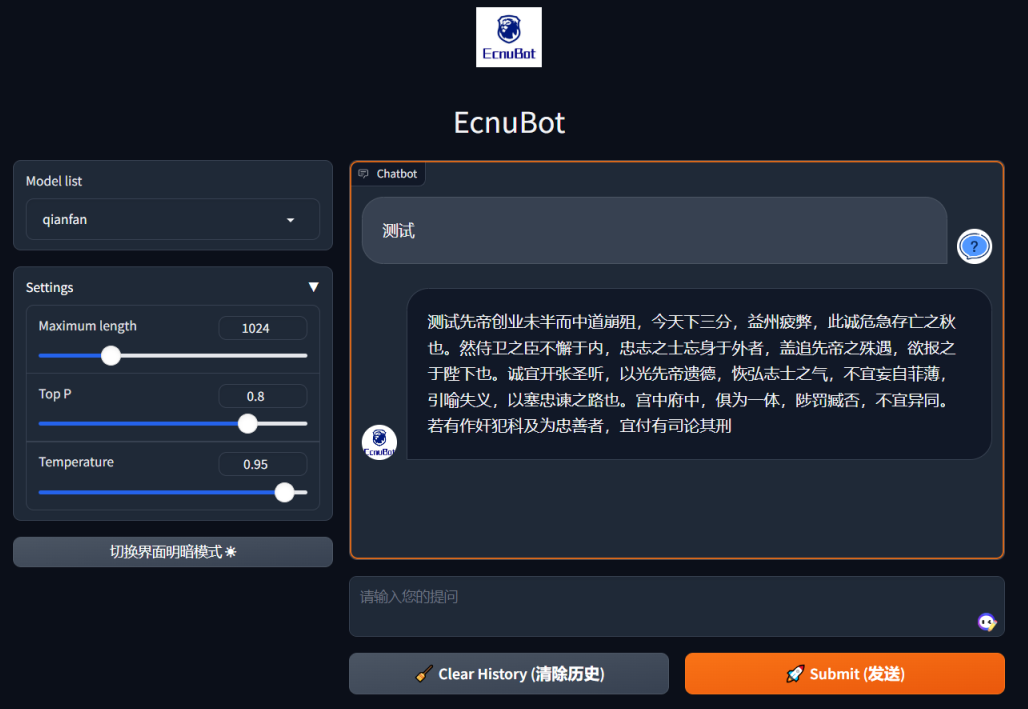 EcnuBot
EcnuBot
Model list
qianfan
Settings
▼
Maximum length
1024
Top P
0.8
Temperature
0.95
切换界面明暗模式☀
Chatbot
测试
?
测试先帝创业未半而中道崩殂，今天下三分，益州疲弊，此诚危急存亡之秋
也。然侍卫之臣不懈于内，忠志之士忘身于外者，盖追先帝之殊遇，欲报之
于陛下也。诚宜开张圣听，以光先帝遗德，恢弘志士之气，不宜妄自菲薄，
引喻失义，以塞忠谏之路也。宫中府中，俱为一体，陟罚臧否，不宜异同。
若有作奸犯科及为忠善者，宜付有司论其刑
EcnuBot
请输入您的提问
🧹 Clear History (清除历史)
🚀 Submit (发送)